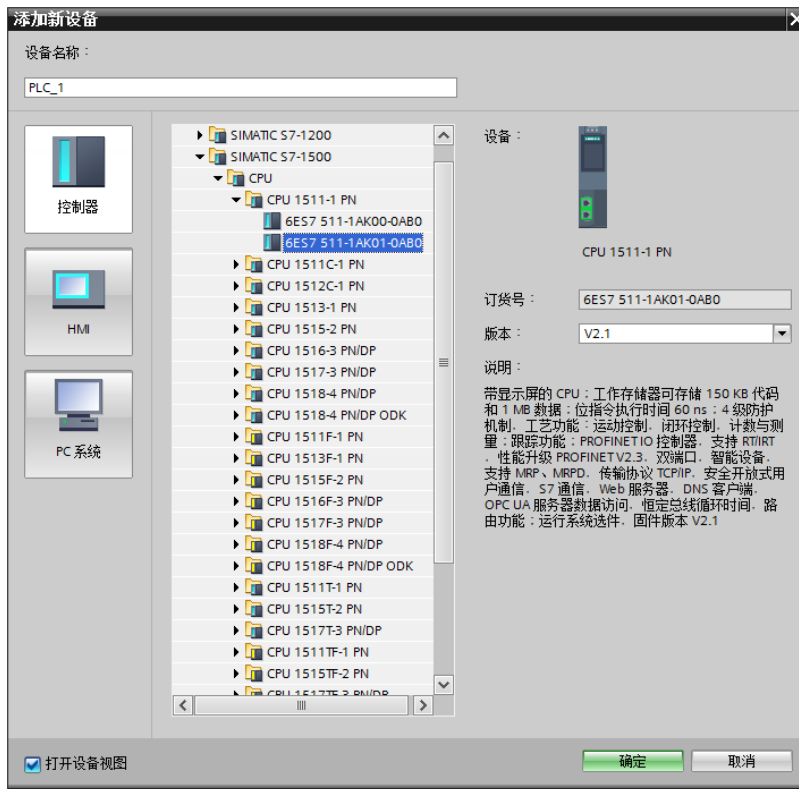 添加新设备
设备名称：
PLC_1
控制器
HMI
PC 系统
SIMATIC S7-1200
SIMATIC S7-1500
CPU
CPU 1511-1 PN
6ES7 511-1AK00-0AB0
6ES7 511-1AK01-0AB0
CPU 1511C-1 PN
CPU 1512C-1 PN
CPU 1513-1 PN
CPU 1515-2 PN
CPU 1516-3 PN/DP
CPU 1517-3 PN/DP
CPU 1518-4 PN/DP
CPU 1518-4 PN/DP ODK
CPU 1511F-1 PN
CPU 1513F-1 PN
CPU 1515F-2 PN
CPU 1516F-3 PN/DP
CPU 1517F-3 PN/DP
CPU 1518F-4 PN/DP
CPU 1518F-4 PN/DP ODK
CPU 1511T-1 PN
CPU 1515T-2 PN
CPU 1517T-3 PN/DP
CPU 1511TF-1 PN
CPU 1515TF-2 PN
CPU 1517TF-3 PN/DP
设备：
CPU 1511-1 PN
订货号：
6ES7 511-1AK01-0AB0
版本：
V2.1
说明：
带显示屏的 CPU；工作存储器可存储 150 KB 代码
和 1 MB 数据；位指令执行时间 60 ns；4 级防护
机制，工艺功能：运动控制，闭环控制，计数与测
量；跟踪功能；PROFINET IO 控制器，支持 RT/IRT
，性能升级 PROFINET V2.3，双端口，智能设备，
支持 MRP、MRPD，传输协议 TCP/IP，安全开放式用
户通信，S7 通信，Web 服务器，DNS 客户端，
OPC UA 服务器数据访问，恒定总线循环时间，路
由功能；运行系统选件，固件版本 V2.1
打开设备视图
确定
取消